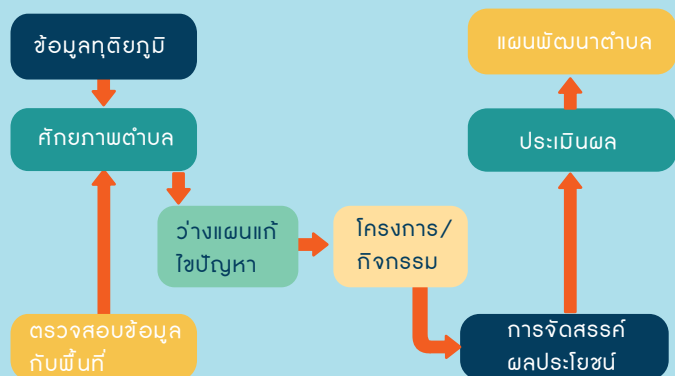 ข้อมูลทุติยภูมิ
แผนพัฒนาตำบล
ศักยภาพตำบล
ประเมินผล
ว่างแผนแก้
ไขปัญหา
โครงการ/
กิจกรรม
ตรวจสอบข้อมูล
กับพื้นที่
การจัดสรรค์
ผลประโยชน์